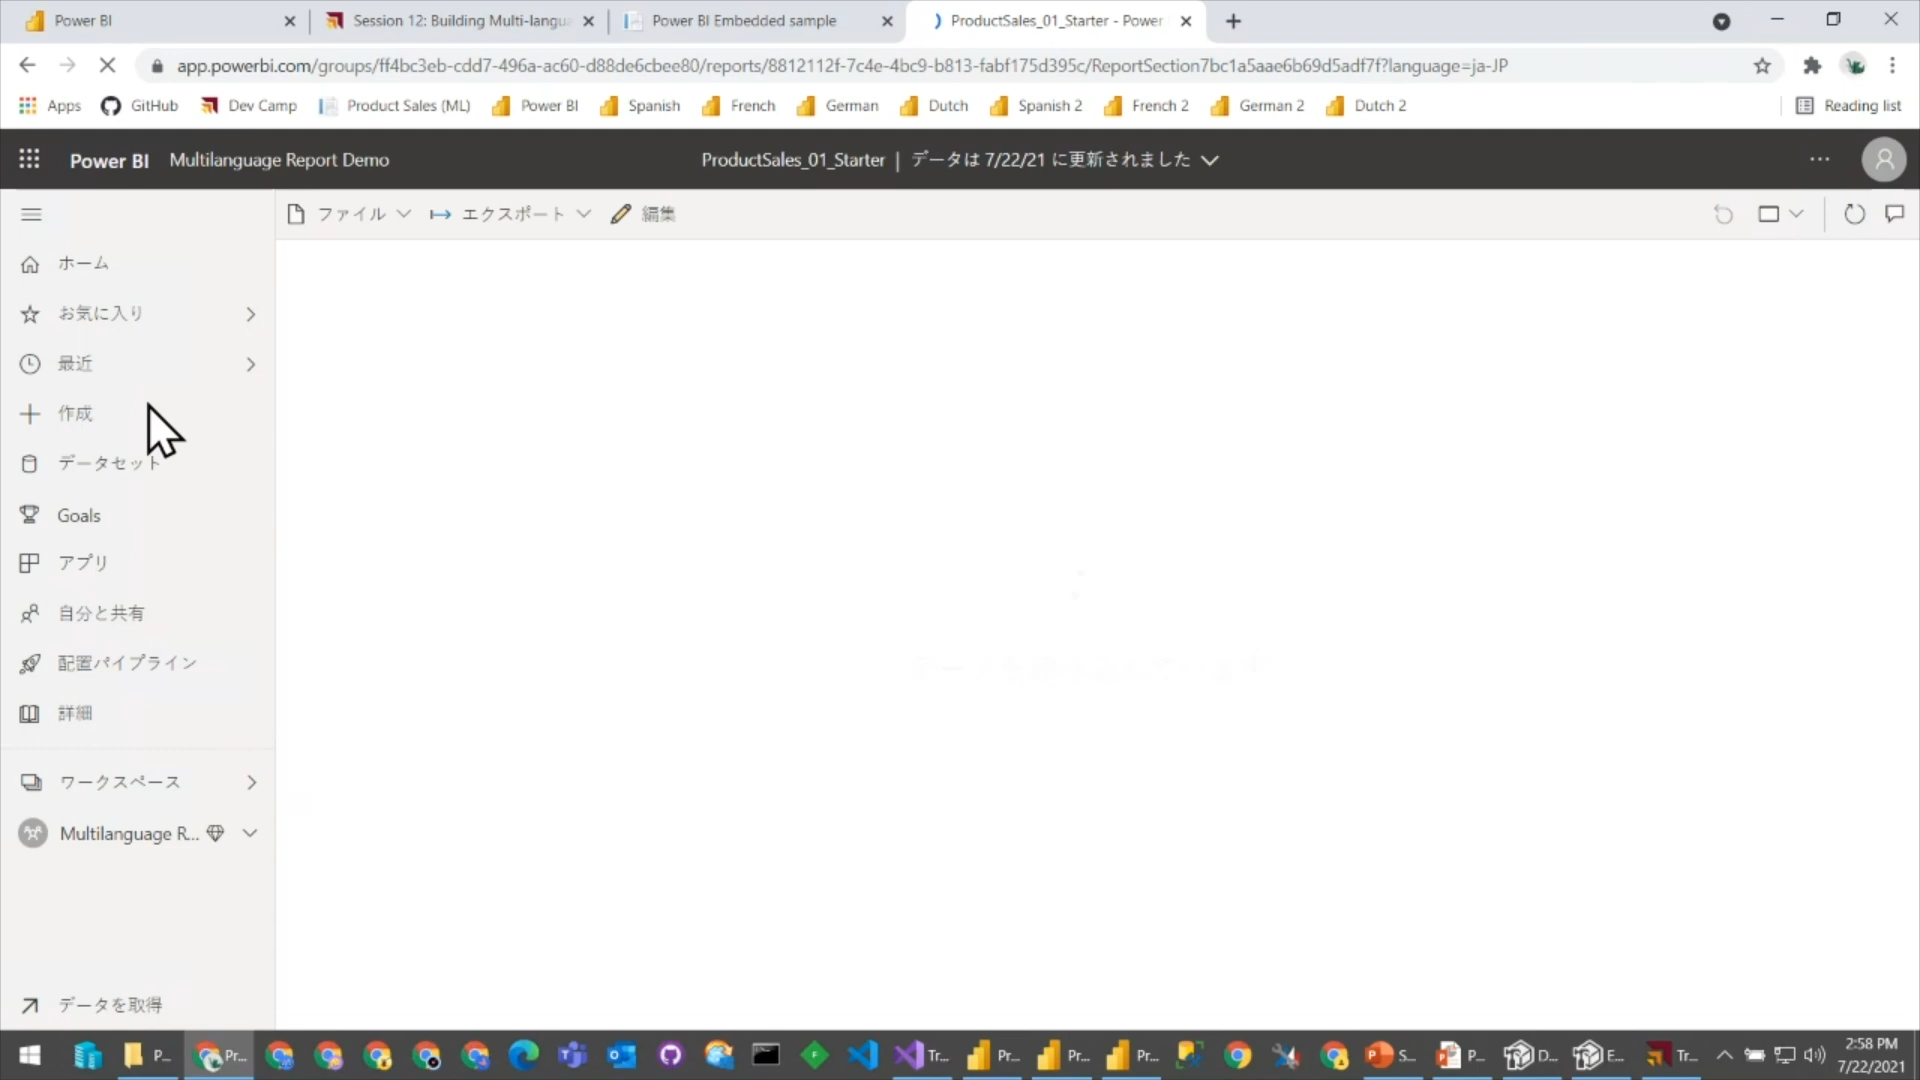 Power BI
Session 12: Building Multi-langu
Power BI Embedded sample
ProductSales_01_Starter - Power
app.powerbi.com/groups/ff4bc3eb-cdd7-496a-ac60-d88de6cbee80/reports/8812112f-7c4e-4bc9-b813-fabf175d395c/ReportSection7bc1a5aae6b69d5adf7f?language=ja-JP
Apps
GitHub
Dev Camp
Product Sales (ML)
Power BI
Spanish
French
German
Dutch
Spanish 2
French 2
German 2
Dutch 2
Reading list
Power BI
Multilanguage Report Demo
ProductSales_01_Starter | データは 7/22/21 に更新されました
ファイル
エクスポート
編集
ホーム
お気に入り
最近
作成
データセット
Goals
アプリ
自分と共有
配置パイプライン
詳細
ワークスペース
Multilanguage R...
データを取得
P...
Pr...
Tr...
Pr...
Pr...
Pr...
S...
P...
D...
E...
Tr...
2:58 PM
7/22/2021